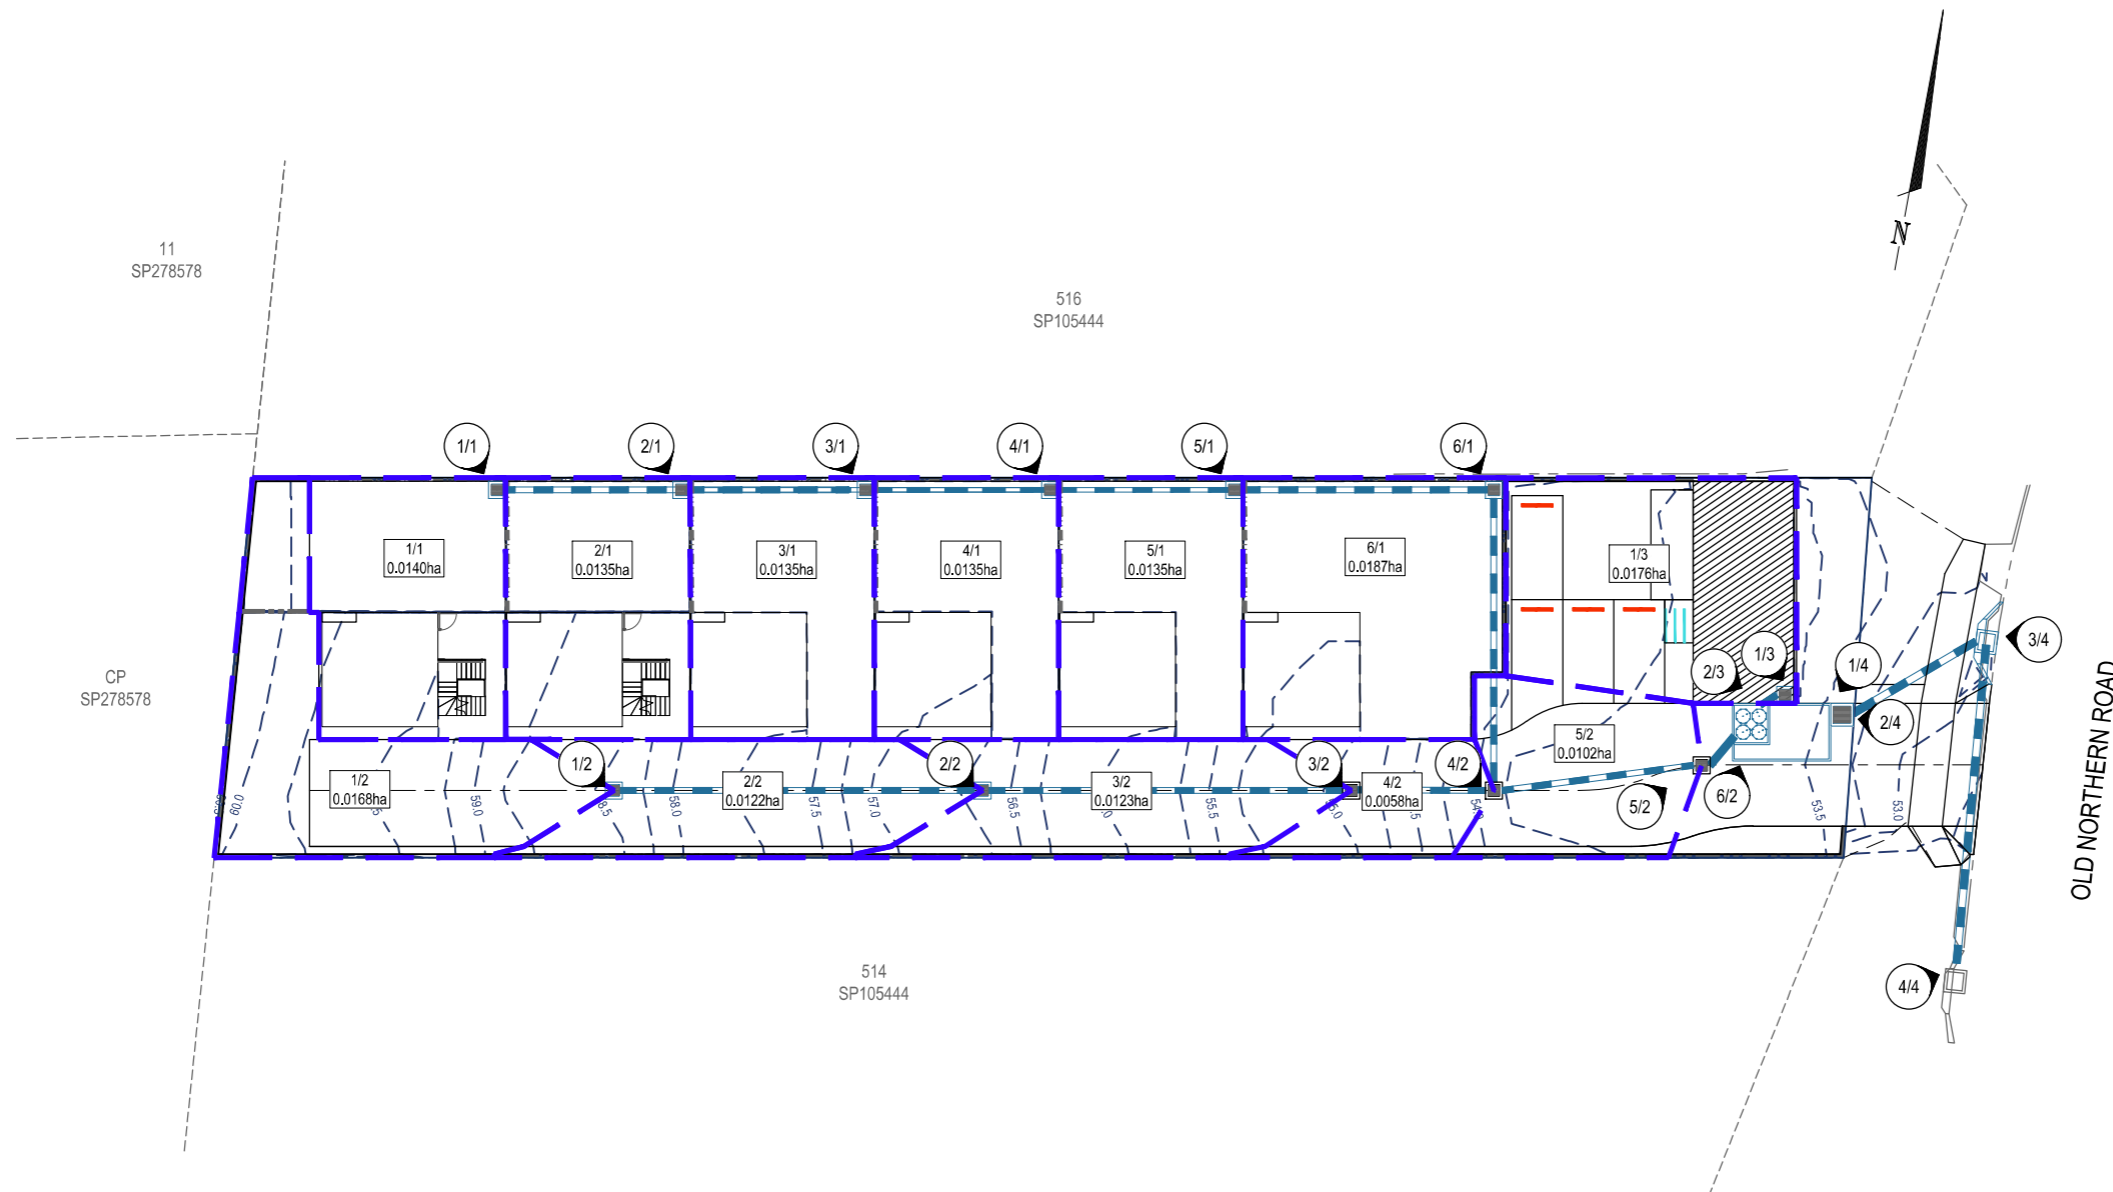 N
11
SP278578
516
SP105444
1/1
2/1
3/1
4/1
5/1
6/1
1/1
0.0140ha
2/1
0.0135ha
3/1
0.0135ha
4/1
0.0135ha
5/1
0.0135ha
6/1
0.0187ha
1/3
0.0176ha
3/4
1/3
2/3
1/4
2/4
CP
SP278578
OLD NORTHERN ROAD
5/2
0.0102ha
1/2
2/2
3/2
4/2
5/2
6/2
1/2
0.0168ha
2/2
0.0122ha
3/2
0.0123ha
4/2
0.0058ha
60.0
59.0
58.0
57.5
57.0
56.5
55.5
53.5
53.0
514
SP105444
4/4